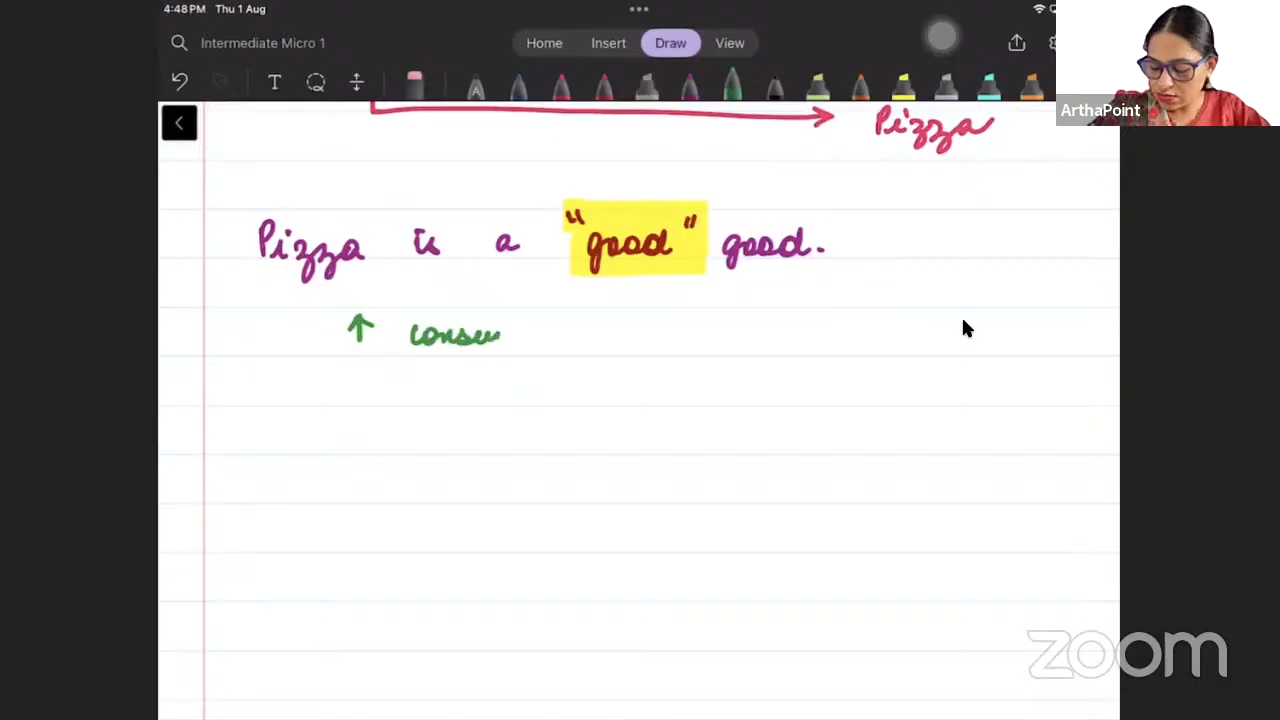 4:48 PM Thu 1 Aug
Intermediate Micro 1
Home Insert Draw View
T
ArthaPoint
Pizza
Pizza is a "good" good.
↑ consu
zoom